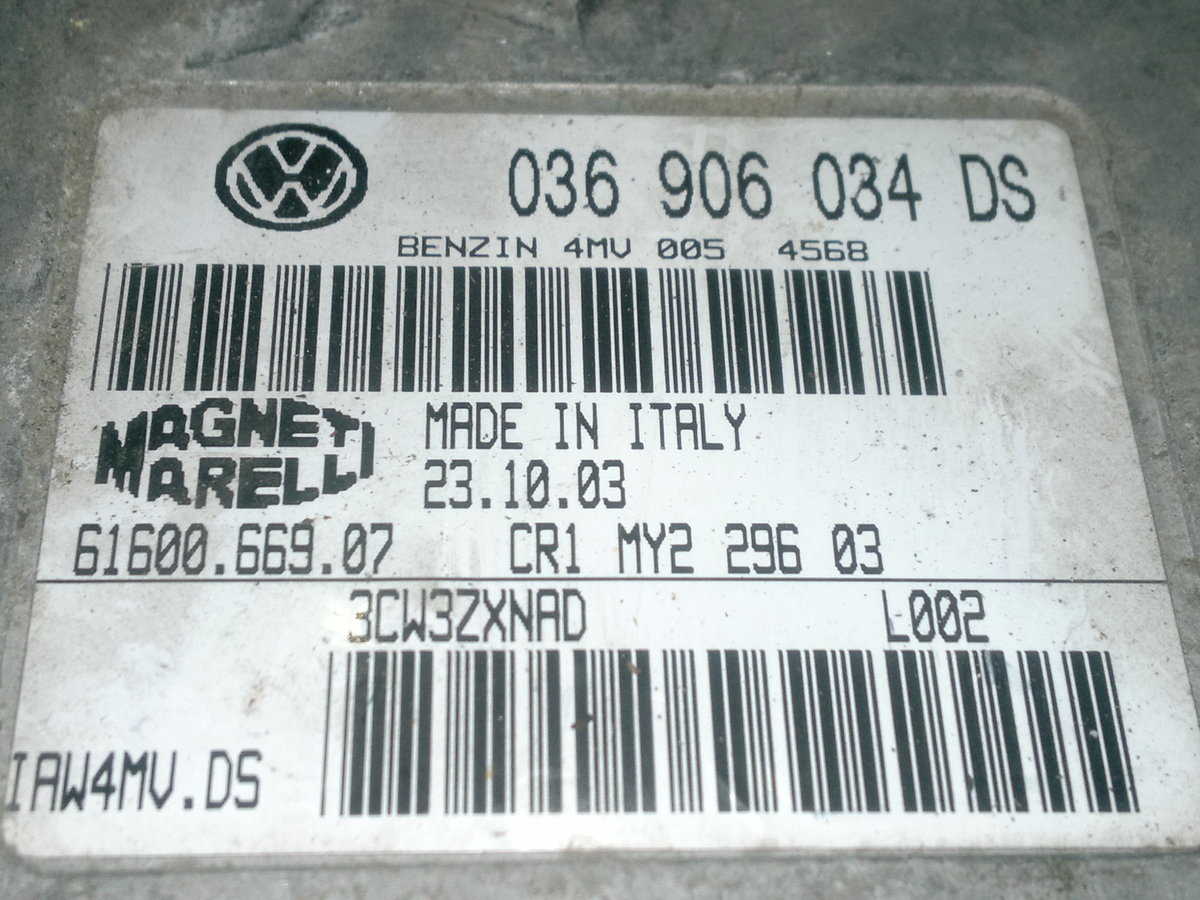 036 906 034 DS
BENZIN 4MV 005 4568
MAGNETI
MARELLI
MADE IN ITALY
23.10.03
61600.669.07 CR1 MY2 296 03
3CW3ZXNAD L002
IAW4MV.DS